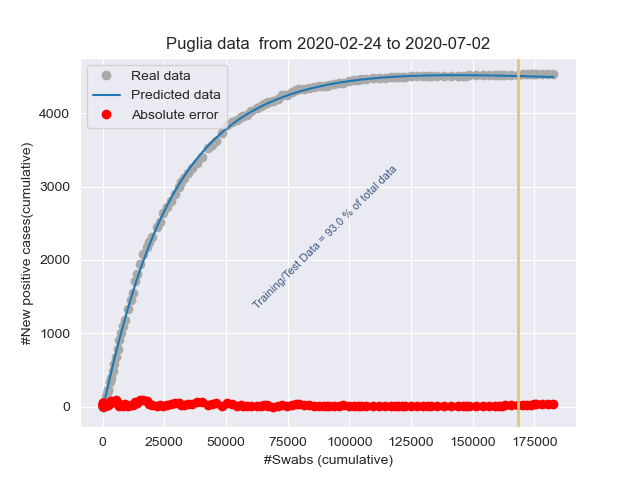 Puglia data  from 2020-02-24 to 2020-07-02
Real data
Predicted data
Absolute error
4000
3000
2000
1000
0
#New positive cases(cumulative)
Training/Test Data = 93.0 % of total data
0 25000 50000 75000 100000 125000 150000 175000
#Swabs (cumulative)